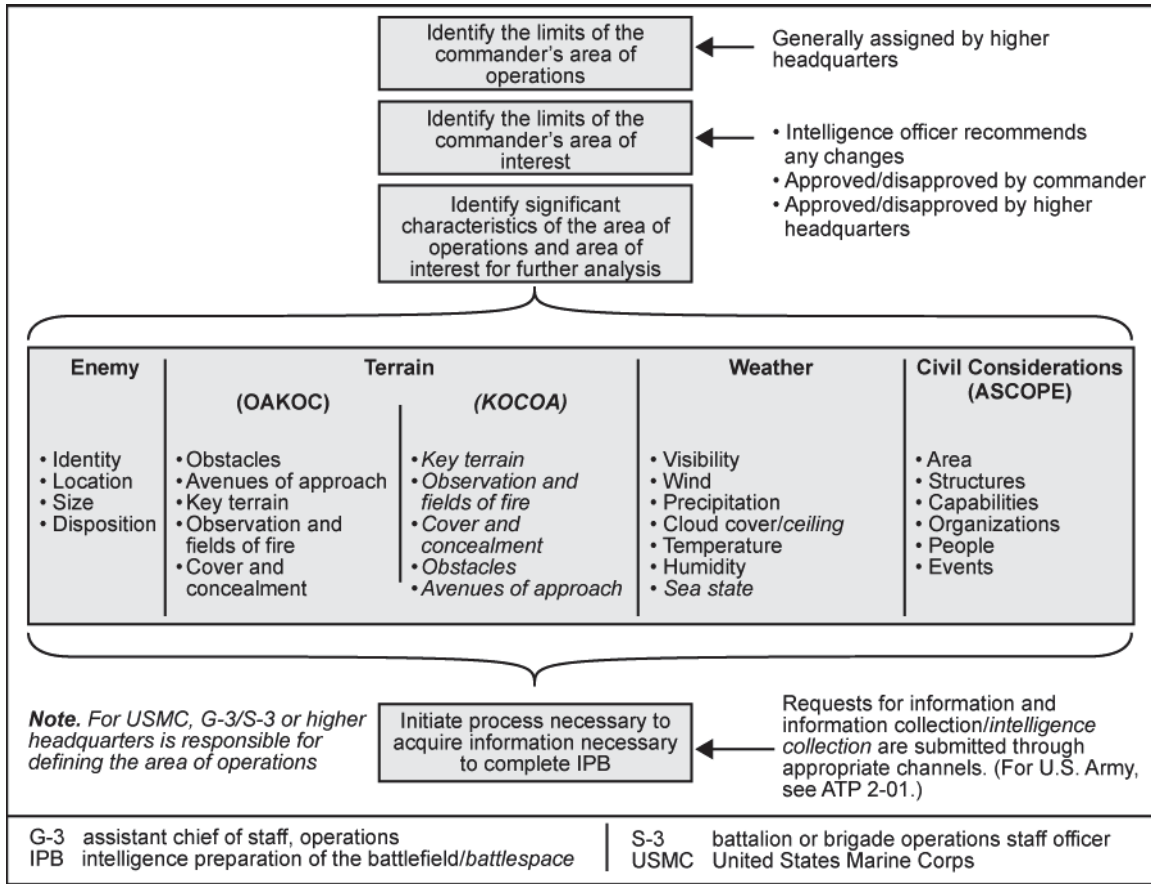 Identify the limits of the
commander's area of
operations
Generally assigned by higher
headquarters
Identify the limits of the
commander's area of
interest
• Intelligence officer recommends
any changes
• Approved/disapproved by commander
• Approved/disapproved by higher
headquarters
Identify significant
characteristics of the area of
operations and area of
interest for further analysis
Enemy
• Identity
• Location
• Size
• Disposition
Terrain
(OAKOC)
• Obstacles
• Avenues of approach
• Key terrain
• Observation and
fields of fire
• Cover and
concealment
(KOCOA)
• Key terrain
• Observation and
fields of fire
• Cover and
concealment
• Obstacles
• Avenues of approach
Weather
• Visibility
• Wind
• Precipitation
• Cloud cover/ceiling
• Temperature
• Humidity
• Sea state
Civil Considerations
(ASCOPE)
• Area
• Structures
• Capabilities
• Organizations
• People
• Events
Note. For USMC, G-3/S-3 or higher
headquarters is responsible for
defining the area of operations
Initiate process necessary to
acquire information necessary
to complete IPB
Requests for information and
information collection/intelligence
collection are submitted through
appropriate channels. (For U.S. Army,
see ATP 2-01.)
G-3 assistant chief of staff, operations
IPB intelligence preparation of the battlefield/battlespace
S-3 battalion or brigade operations staff officer
USMC United States Marine Corps